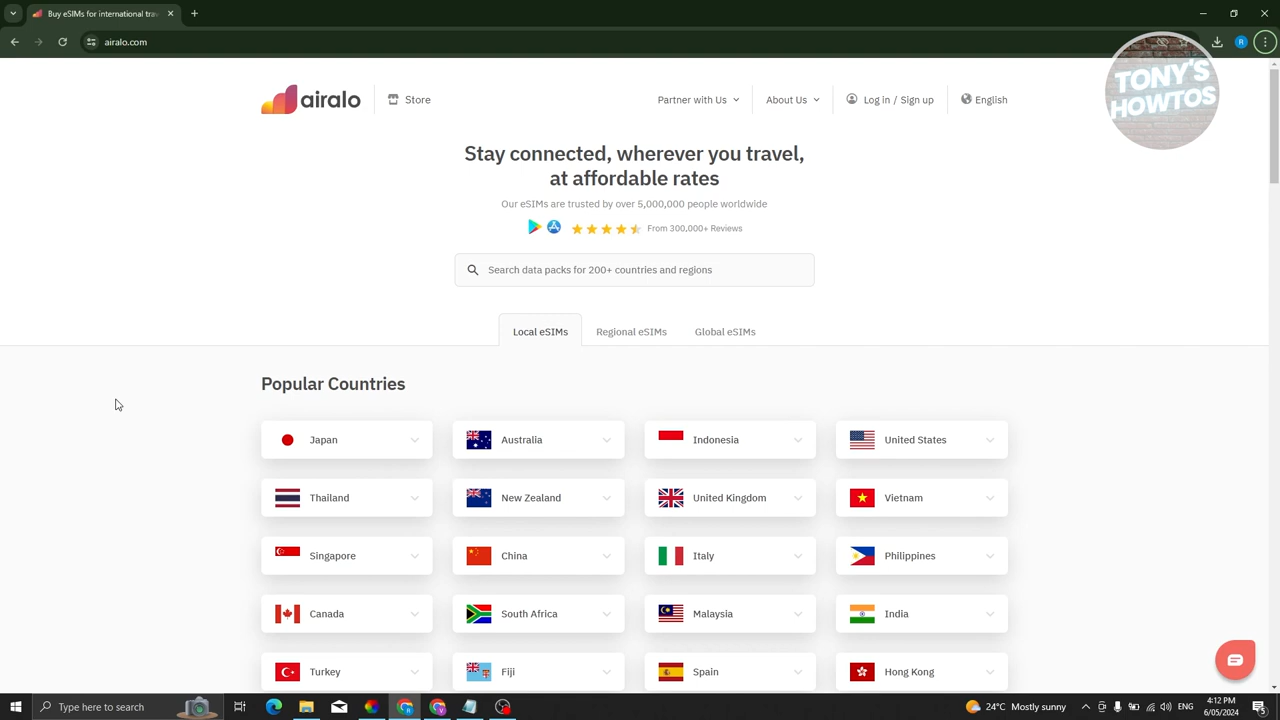 Buy eSIMs for international tra
airalo.com
R
TONY'S
HOWTOS
airalo
Store
Partner with Us
About Us
Log in / Sign up
English
Stay connected, wherever you travel,
at affordable rates
Our eSIMs are trusted by over 5,000,000 people worldwide
From 300,000+ Reviews
Search data packs for 200+ countries and regions
Local eSIMs
Regional eSIMs
Global eSIMs
Popular Countries
Japan
Australia
Indonesia
United States
Thailand
New Zealand
United Kingdom
Vietnam
Singapore
China
Italy
Philippines
Canada
South Africa
Malaysia
India
Turkey
Fiji
Spain
Hong Kong
Type here to search
24°C Mostly sunny
ENG
4:12 PM
6/05/2024